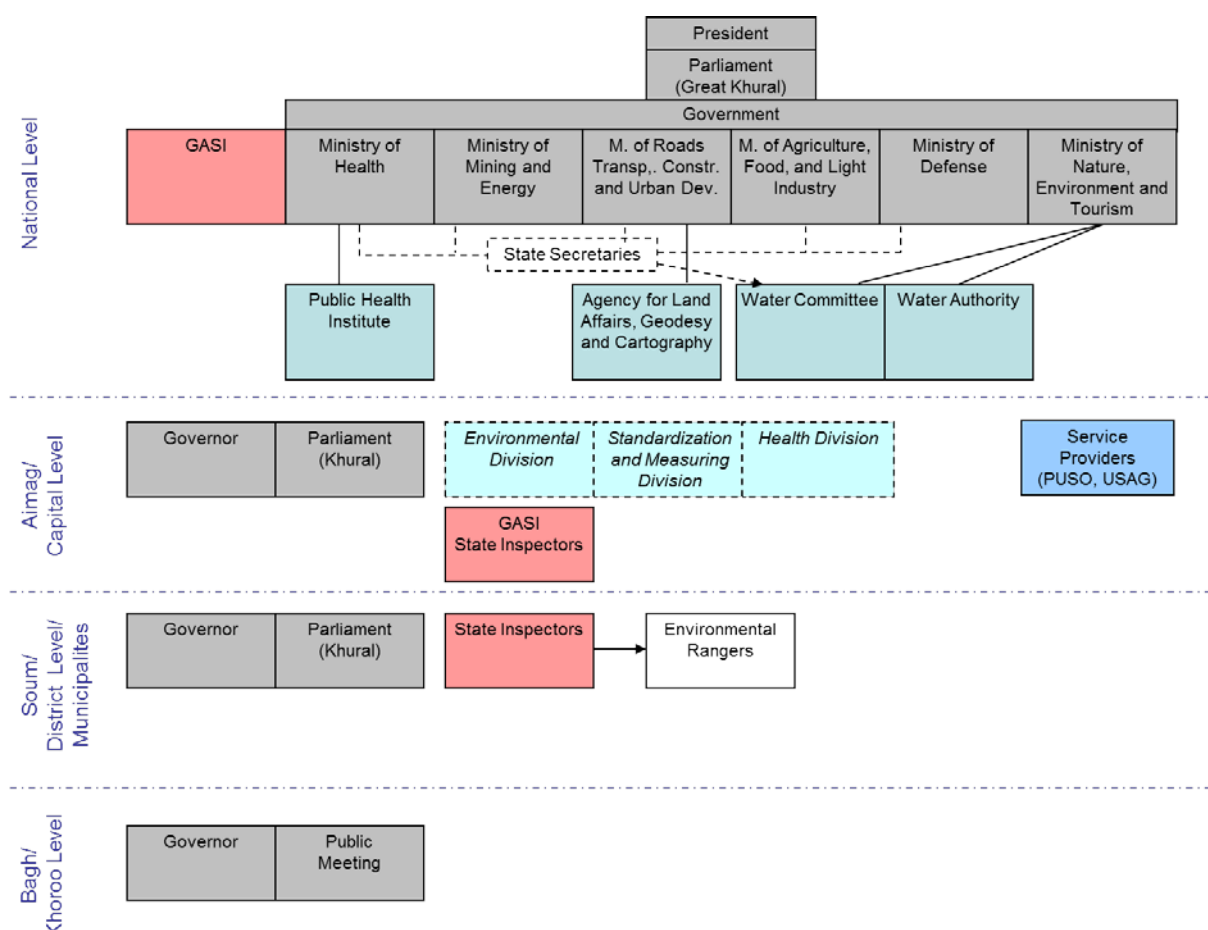 President
Parliament
(Great Khural)
Government
National Level
GASI
Ministry of
Health
Ministry of
Mining and
Energy
M. of Roads
Transp,. Constr.
and Urban Dev.
M. of Agriculture,
Food, and Light
Industry
Ministry of
Defense
Ministry of
Nature,
Environment and
Tourism
State Secretaries
Public Health
Institute
Agency for Land
Affairs, Geodesy
and Cartography
Water Committee
Water Authority
Aimag/
Capital Level
Governor
Parliament
(Khural)
Environmental
Division
Standardization
and Measuring
Division
Health Division
Service
Providers
(PUSO, USAG)
GASI
State Inspectors
Soum/
District Level/
Municipalites
Governor
Parliament
(Khural)
State Inspectors
Environmental
Rangers
Bagh/
Khoroo Level
Governor
Public
Meeting